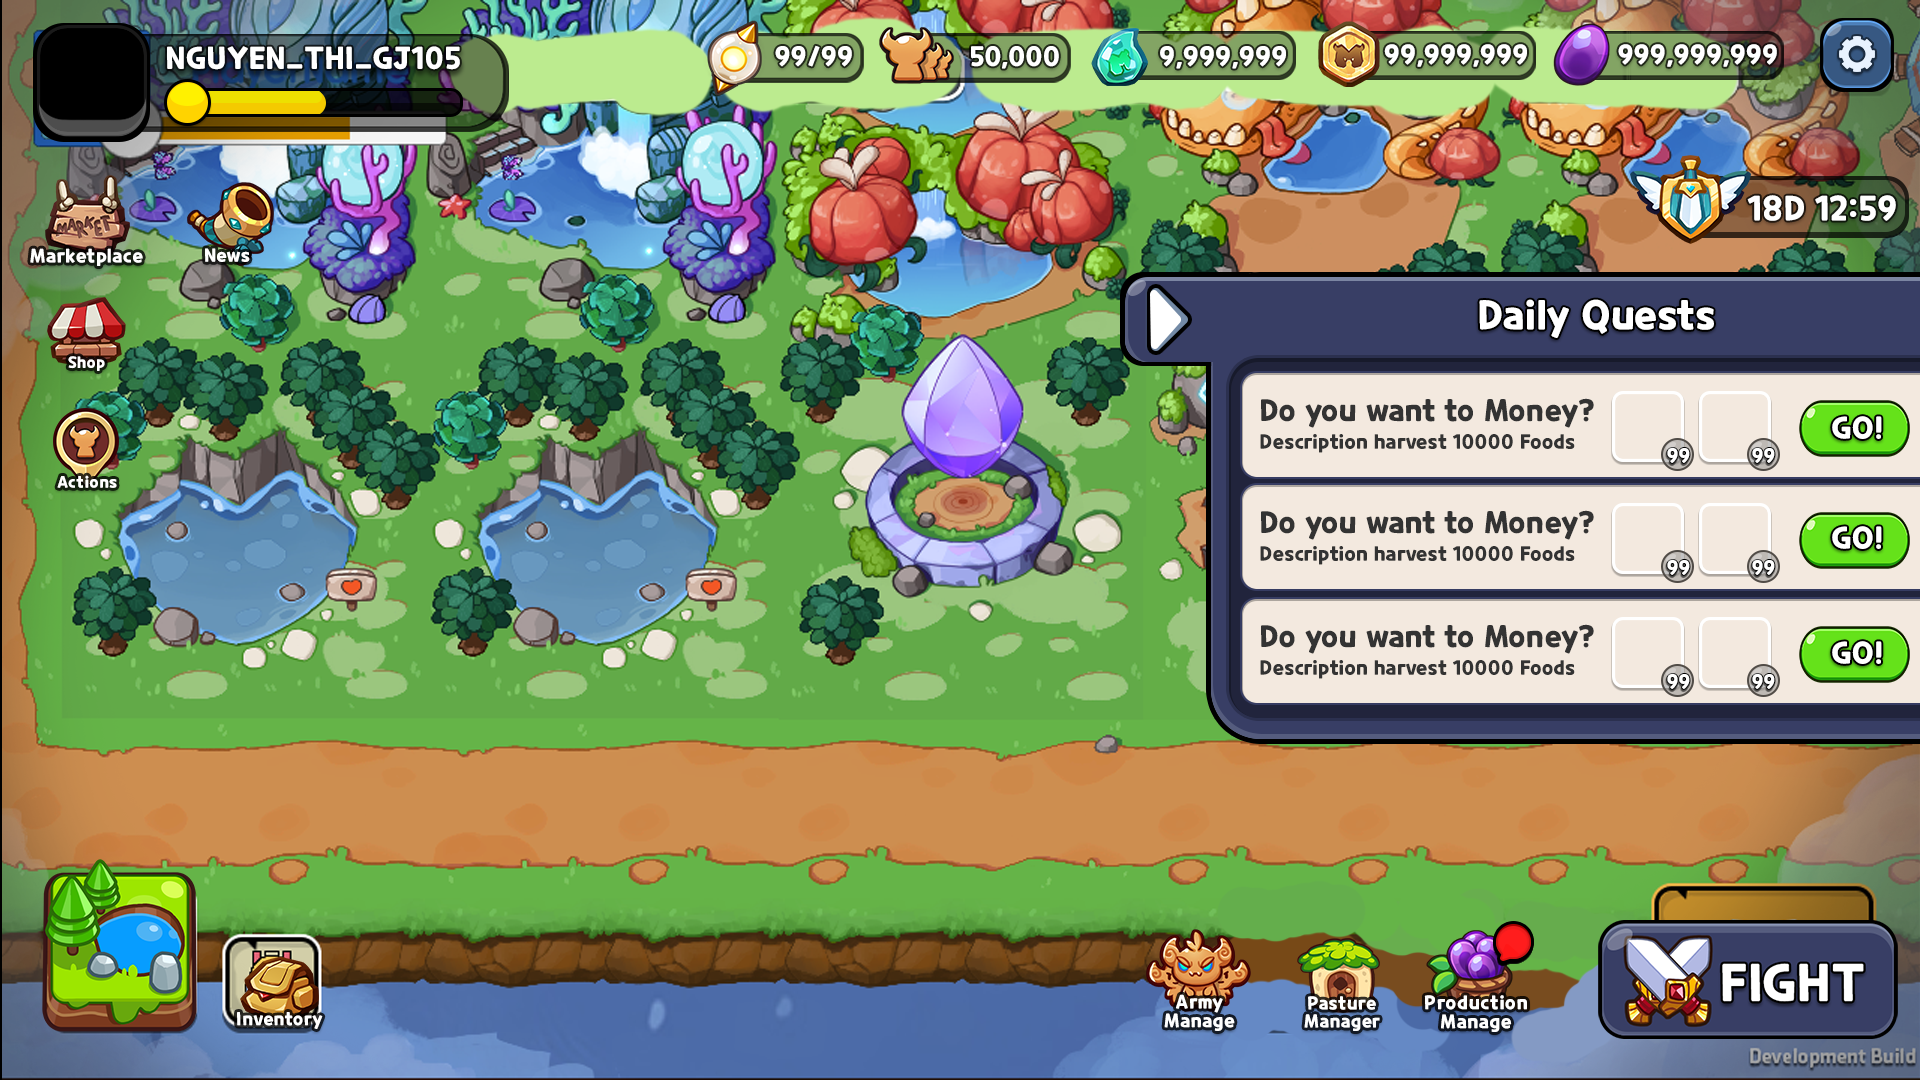 NGUYEN_THI_GJ105
99/99
50,000
9,999,999
99,999,999
999,999,999
MARKET
Marketplace
News
18D 12:59
Shop
Actions
Daily Quests
Do you want to Money?
Description harvest 10000 Foods
99
99
GO!
Do you want to Money?
Description harvest 10000 Foods
99
99
GO!
Do you want to Money?
Description harvest 10000 Foods
99
99
GO!
Inventory
Army
Manage
Pasture
Manager
Production
Manage
FIGHT
Development Build